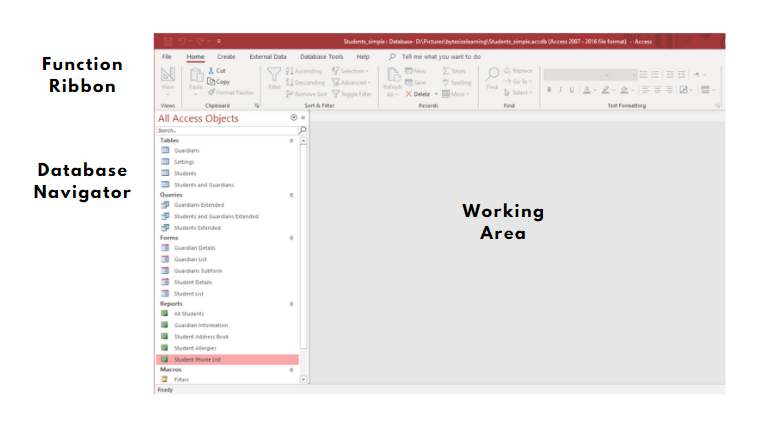 Students_simple : Database- D:\Pictures\bytesizelearning\Students_simple.accdb (Access 2007 - 2016 file format) - Access
File Home Create External Data Database Tools Help Tell me what you want to do
Function
Ribbon
View
Views
Paste
Cut
Copy
Format Painter
Clipboard
Filter
Ascending
Descending
Remove Sort
Selection
Advanced
Toggle Filter
Sort & Filter
Refresh
All
New
Save
Delete
Totals
Spelling
More
Records
Find
Replace
Go To
Select
Find
B I U A
Text Formatting
All Access Objects
Search..
Database
Navigator
Tables
Guardians
Settings
Students
Students and Guardians
Queries
Guardians Extended
Students and Guardians Extended
Students Extended
Forms
Guardian Details
Guardian List
Guardians Subform
Student Details
Student List
Reports
All Students
Guardian Information
Student Address Book
Student Allergies
Student Phone List
Macros
Filters
Ready
Working
Area